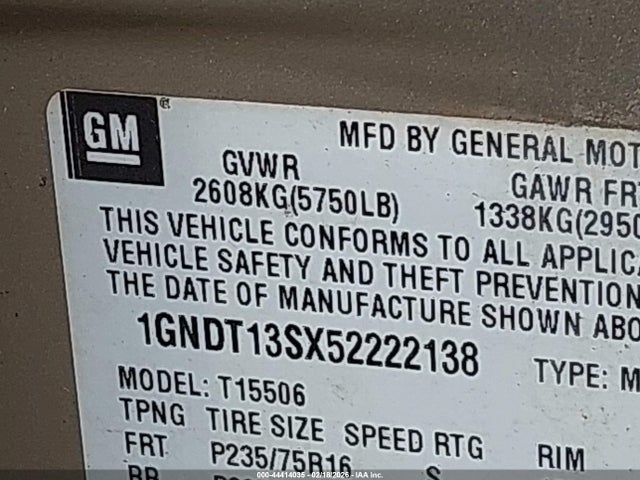 GM
MFD BY GENERAL MOT
GVWR GAWR FR
2608KG(5750LB) 1338KG(2950
THIS VEHICLE CONFORMS TO ALL APPLICA
VEHICLE SAFETY AND THEFT PREVENTION
THE DATE OF MANUFACTURE SHOWN ABO
1GNDT13SX52222138 TYPE: M
MODEL: T15506
TPNG TIRE SIZE SPEED RTG RIM
FRT P235/75R16 S
RR
000-44414035 - 02/18/2026 - IAA Inc.